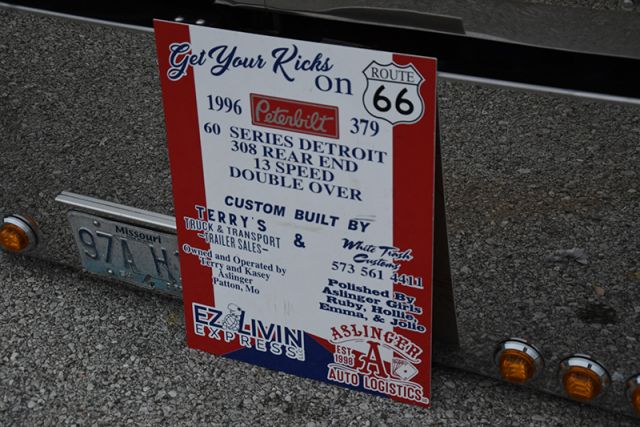 Get Your Kicks
on
ROUTE
66
1996 Peterbilt 379
60 SERIES DETROIT
308 REAR END
13 SPEED
DOUBLE OVER
CUSTOM BUILT BY
TERRY'S
TRUCK & TRANSPORT
-TRAILER SALES-
&
White Trash
Customs
573 561 4411
Owned and Operated by
Terry and Kasey
Aslinger
Patton, Mo
Polished By
Aslinger Girls
Ruby, Hollie,
Emma, & Jolie
EZ LIVIN
EXPRESS
ASLINGER
EST
1998
A
AUTO LOGISTICS
Missouri
97A